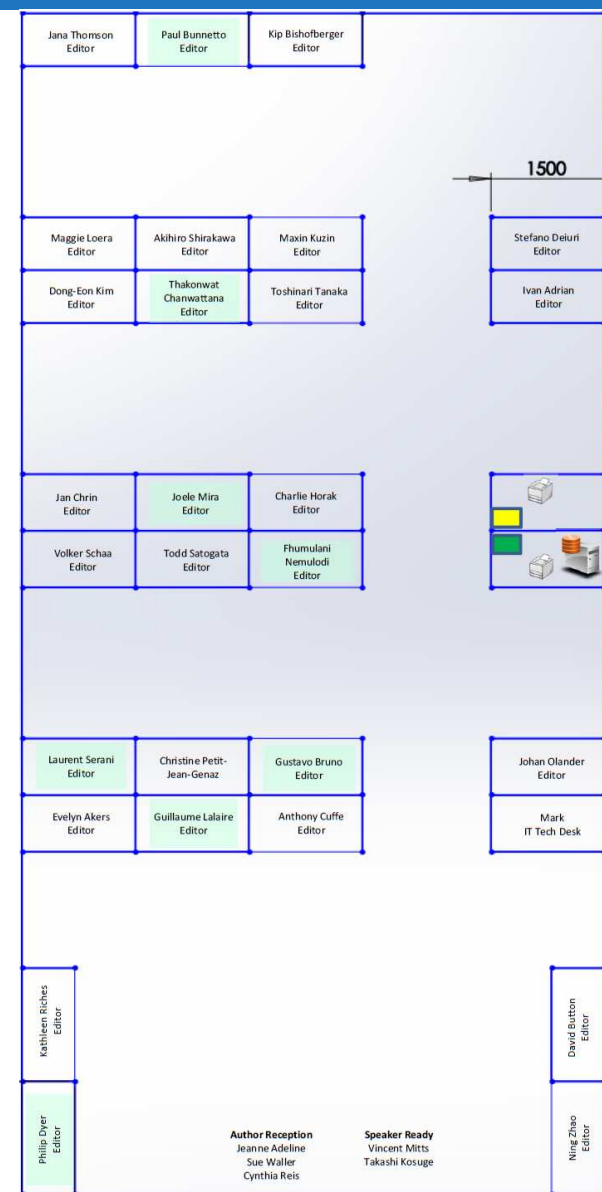 Jana Thomson
Editor
Paul Bunnetto
Editor
Kip Bishofberger
Editor
1500
Maggie Loera
Editor
Akihiro Shirakawa
Editor
Maxin Kuzin
Editor
Stefano Deiuri
Editor
Dong-Eon Kim
Editor
Thakonwat
Chanwattana
Editor
Toshinari Tanaka
Editor
Ivan Adrian
Editor
Jan Chrin
Editor
Joele Mira
Editor
Charlie Horak
Editor
Volker Schaa
Editor
Todd Satogata
Editor
Fhumulani
Nemulodi
Editor
Laurent Serani
Editor
Christine Petit-
Jean-Genaz
Gustavo Bruno
Editor
Johan Olander
Editor
Evelyn Akers
Editor
Guillaume Lalaire
Editor
Anthony Cuffe
Editor
Mark
IT Tech Desk
Kathleen Riches
Editor
David Button
Editor
Philip Dyer
Editor
Author Reception
Jeanne Adeline
Sue Waller
Cynthia Reis
Speaker Ready
Vincent Mitts
Takashi Kosuge
Ning Zhao
Editor